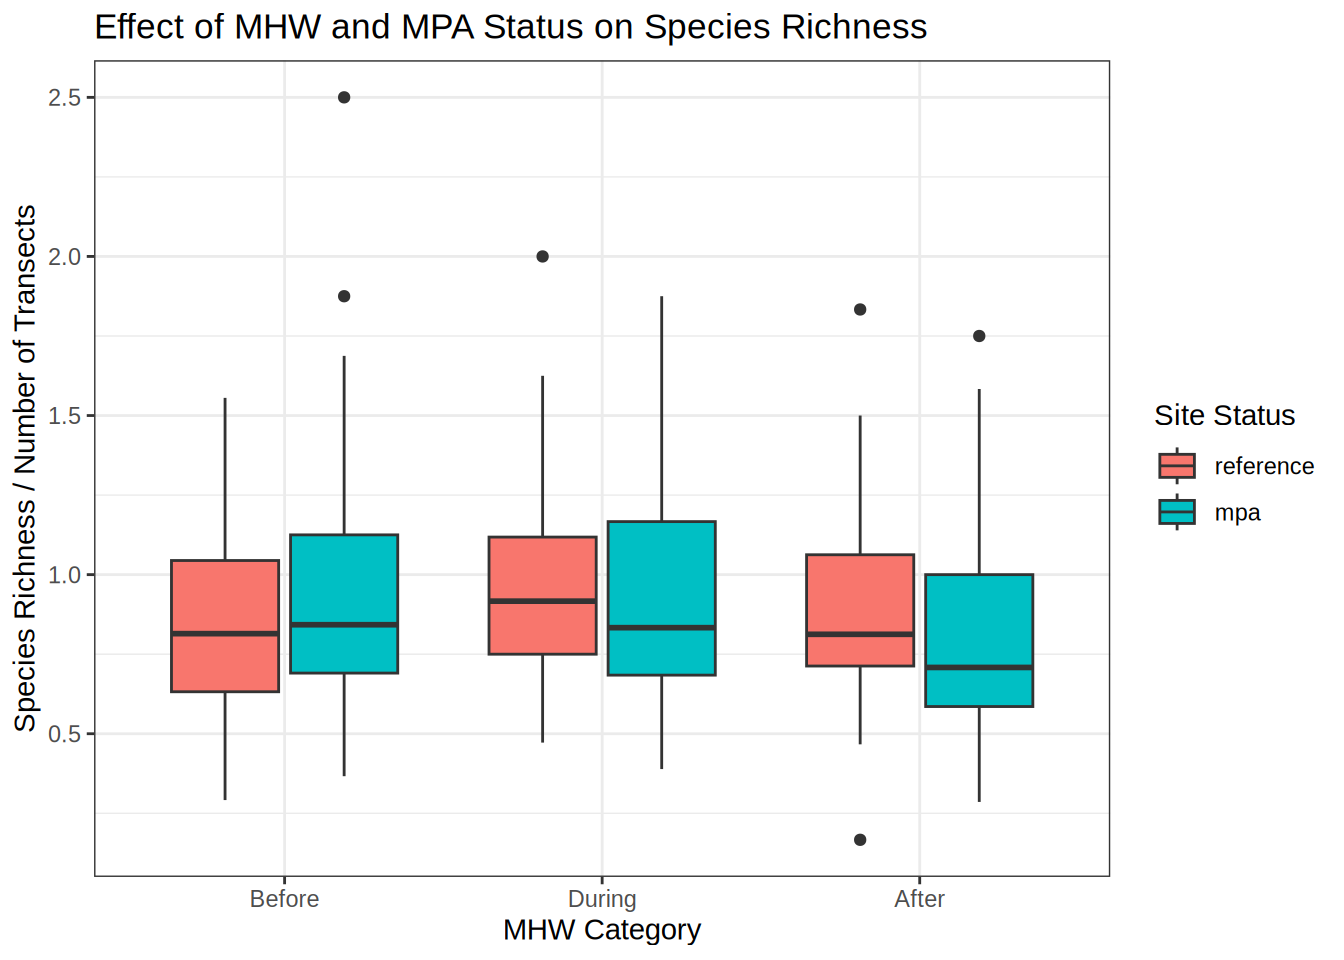 Effect of MHW and MPA Status on Species Richness
Species Richness / Number of Transects
2.5
2.0
1.5
1.0
0.5
Before
During
After
MHW Category
Site Status
reference
mpa